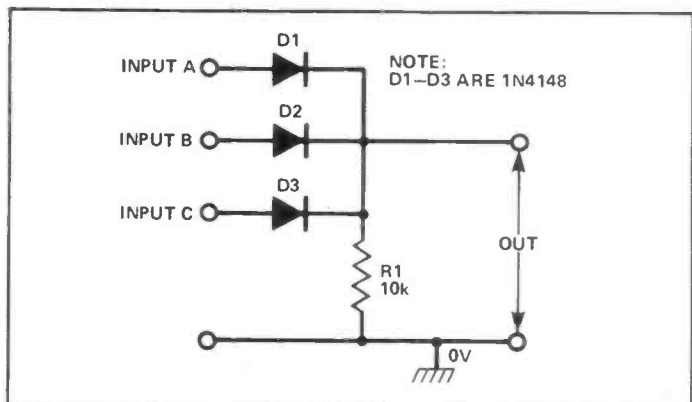 D1
INPUT A
NOTE:
D1–D3 ARE 1N4148
D2
INPUT B
D3
INPUT C
OUT
R1
10k
0V